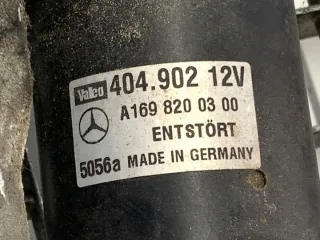 Valeo 404.902 12V
A169 820 03 00
ENTSTÖRT
5056a MADE IN GERMANY